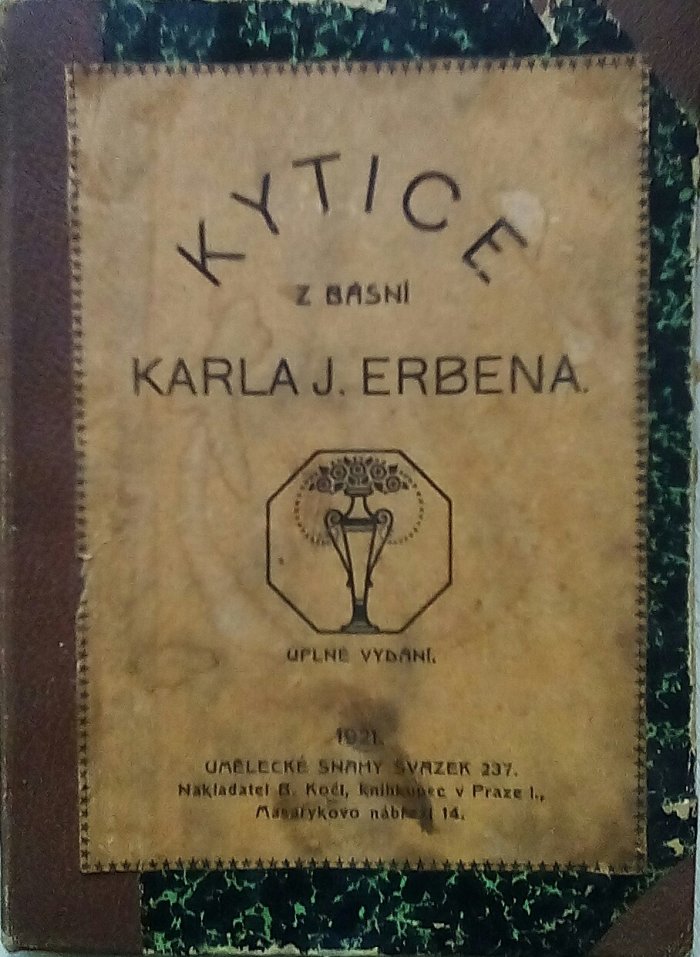 KYTICE
Z BÁSNÍ
KARLA J. ERBENA.
ÚPLNÉ VYDÁNÍ.
1921.
UMĚLECKÉ SNAHY SVAZEK 237.
Nakladatel B. Kočí, knihkupec v Praze I.,
Masarykovo nábřeží 14.